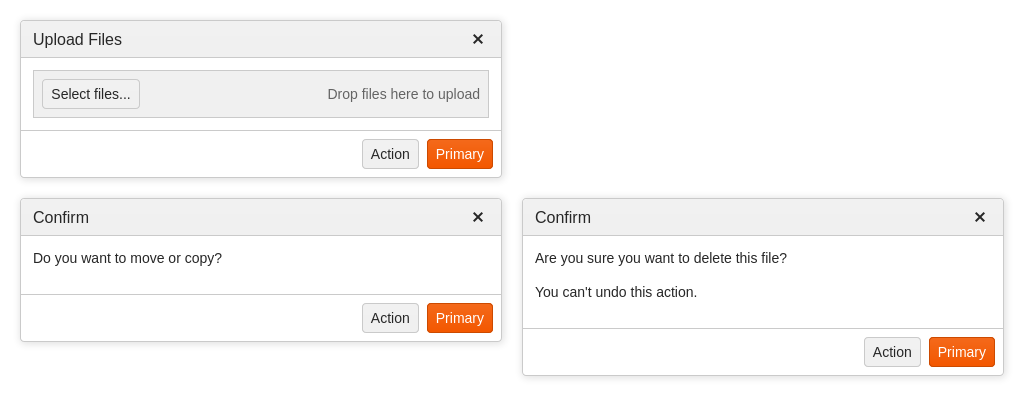 Upload Files ✕
Select files... Drop files here to upload
Action Primary
Confirm ✕
Do you want to move or copy?
Action Primary
Confirm ✕
Are you sure you want to delete this file?
You can't undo this action.
Action Primary